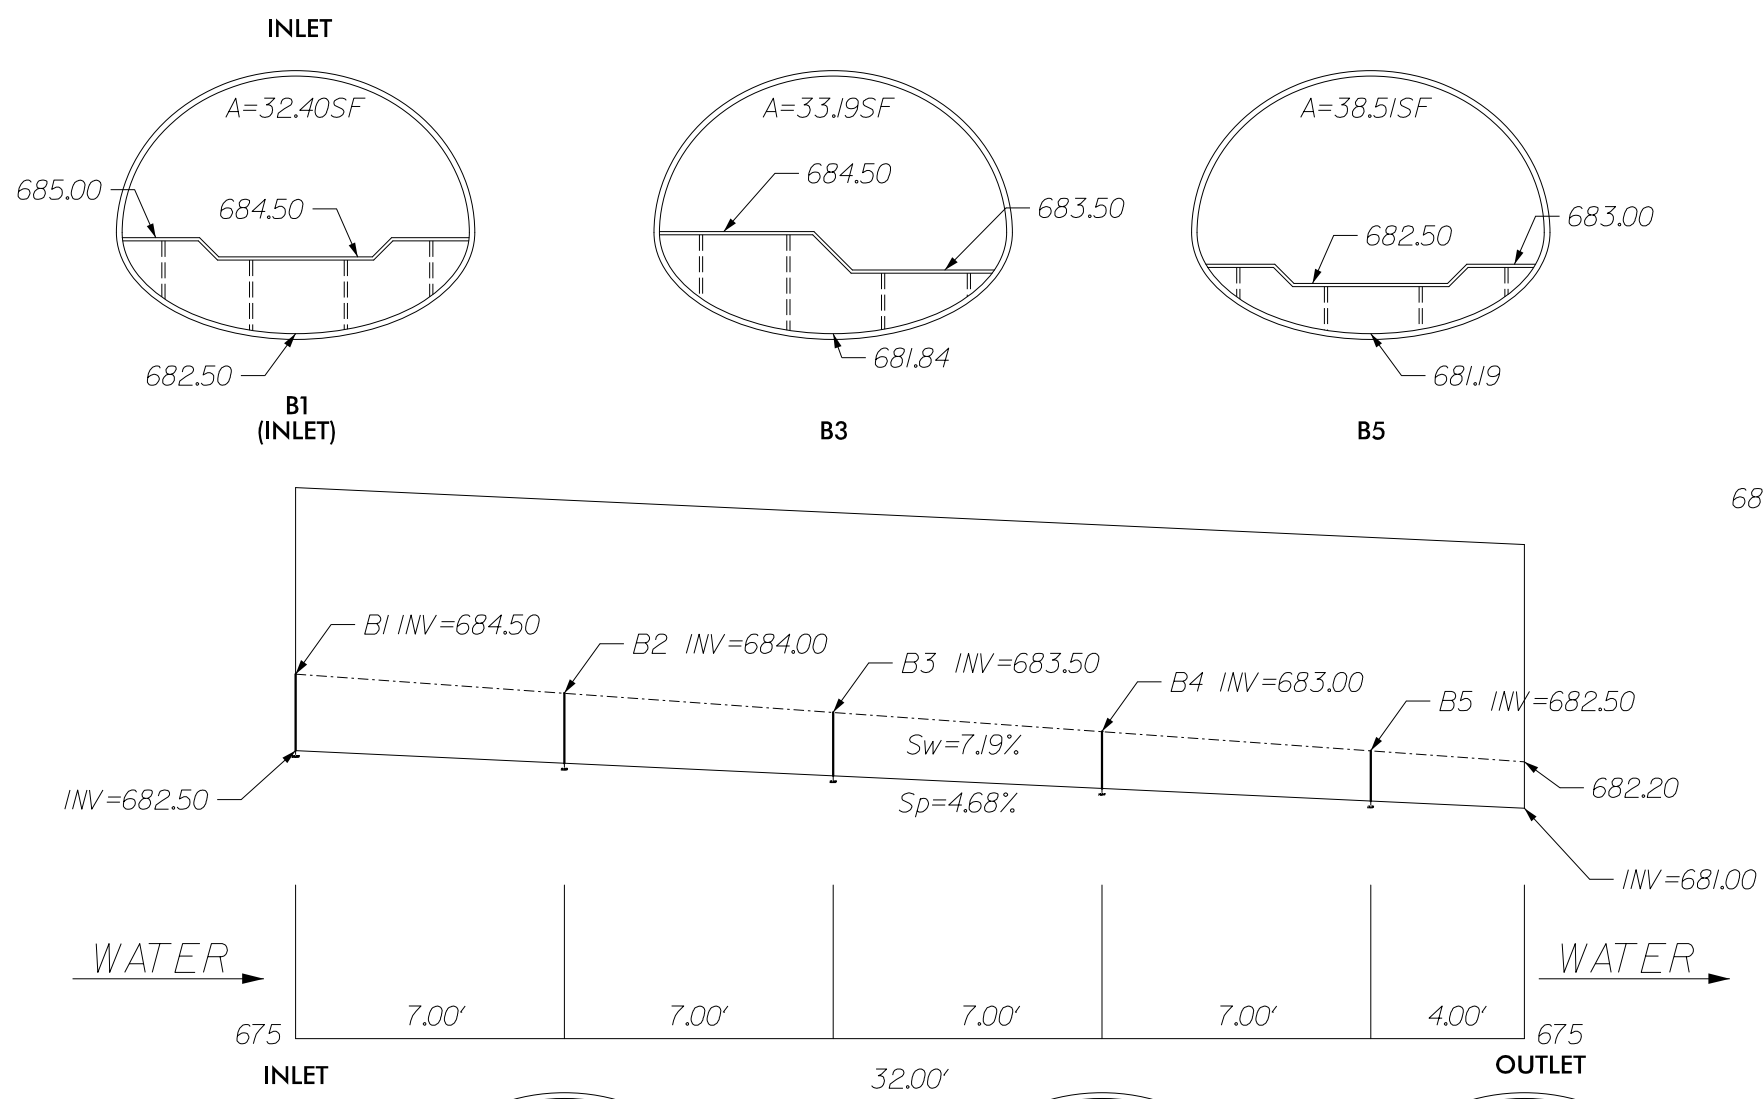 INLET
A=32.40SF
A=33.19SF
A=38.51SF
685.00
684.50
684.50
683.50
682.50
683.00
682.50
681.84
681.19
B1
(INLET)
B3
B5
68
B1 INV=684.50
B2 INV=684.00
B3 INV=683.50
B4 INV=683.00
B5 INV=682.50
Sw=7.19%
INV=682.50
Sp=4.68%
682.20
INV=681.00
WATER
WATER
7.00'
7.00'
7.00'
7.00'
4.00'
675
675
INLET
32.00'
OUTLET